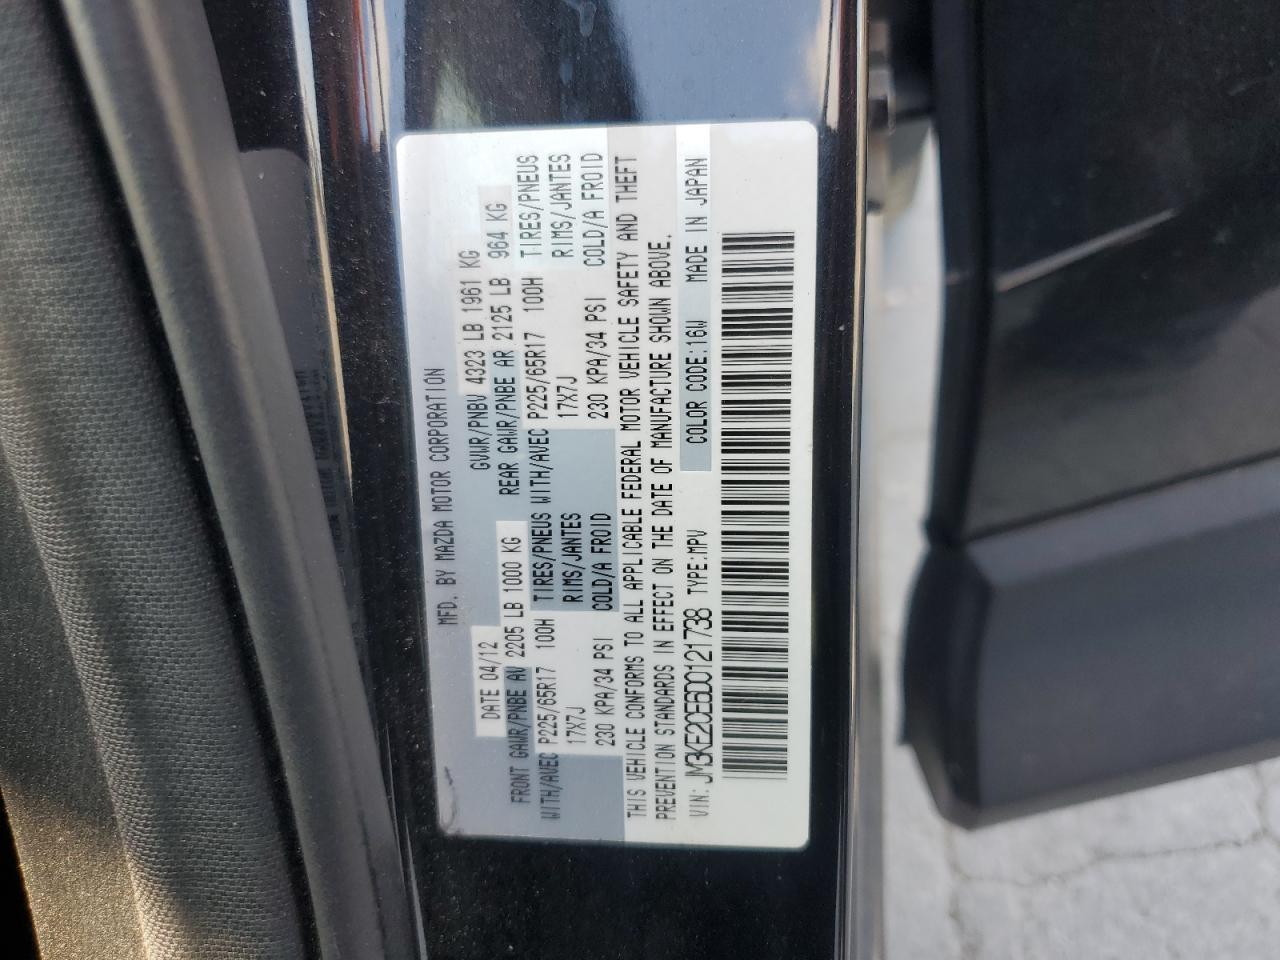 MFD. BY MAZDA MOTOR CORPORATION
DATE 04/12 GVWR/PNBV 4323 LB 1961 KG
FRONT GAWR/PNBE AV 2205 LB 1000 KG REAR GAWR/PNBE AR 2125 LB 964 KG
WITH/AVEC P225/65R17 100H TIRES/PNEUS WITH/AVEC P225/65R17 100H TIRES/PNEUS
17X7J RIMS/JANTES 17X7J RIMS/JANTES
230 KPA/34 PSI COLD/A FROID 230 KPA/34 PSI COLD/A FROID
THIS VEHICLE CONFORMS TO ALL APPLICABLE FEDERAL MOTOR VEHICLE SAFETY AND THEFT
PREVENTION STANDARDS IN EFFECT ON THE DATE OF MANUFACTURE SHOWN ABOVE.
VIN: JM3KE2CE6D0121738 TYPE:MPV COLOR CODE:16W MADE IN JAPAN